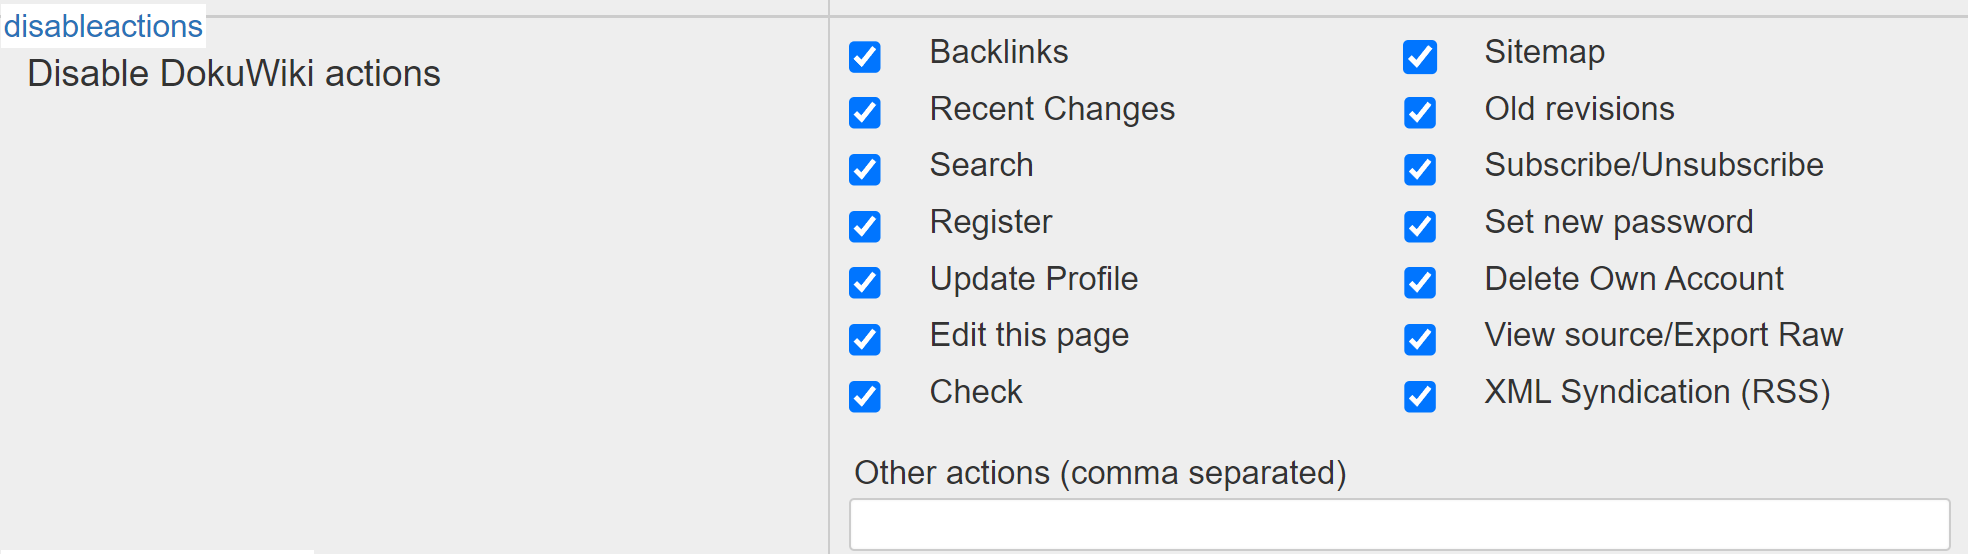 disableactions
Disable DokuWiki actions
Backlinks
Sitemap
Recent Changes
Old revisions
Search
Subscribe/Unsubscribe
Register
Set new password
Update Profile
Delete Own Account
Edit this page
View source/Export Raw
Check
XML Syndication (RSS)
Other actions (comma separated)